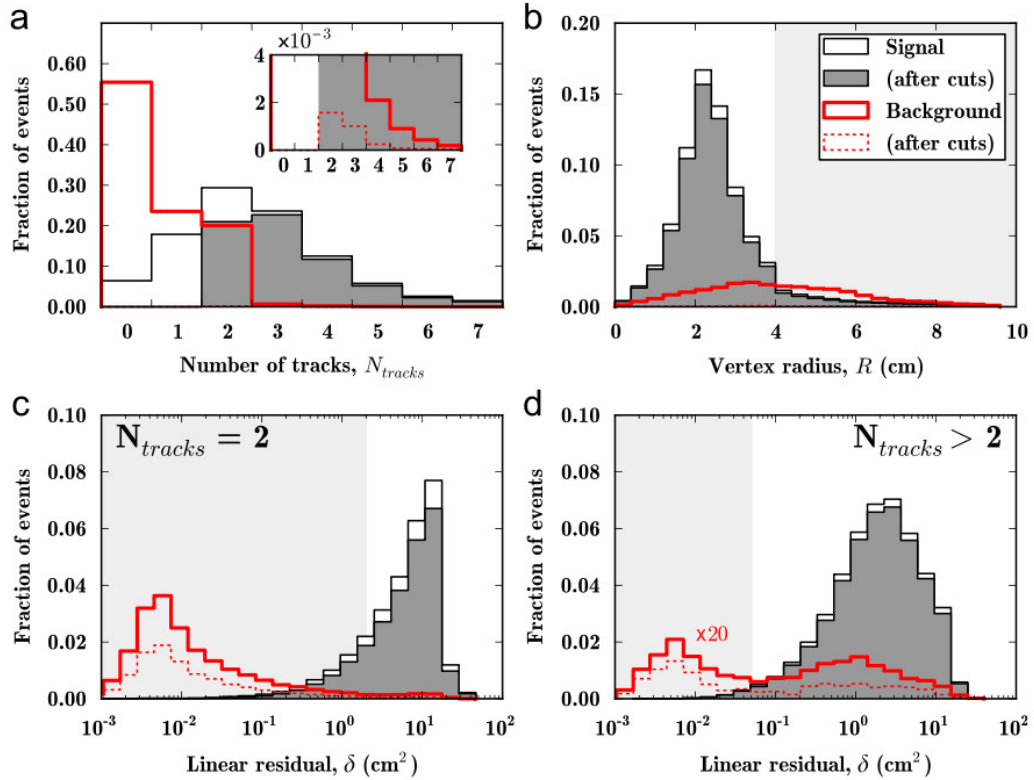 a
×10⁻³
4
2
0
0 1 2 3 4 5 6 7
0.60
0.50
0.40
0.30
0.20
0.10
0.00
0 1 2 3 4 5 6 7
Fraction of events
Number of tracks, N_tracks
b
0.20
0.15
0.10
0.05
0.00
0 2 4 6 8 10
Fraction of events
Vertex radius, R (cm)
Signal
(after cuts)
Background
(after cuts)
c
N_tracks = 2
0.10
0.08
0.06
0.04
0.02
0.00
10⁻³ 10⁻² 10⁻¹ 10⁰ 10¹ 10²
Fraction of events
Linear residual, δ (cm²)
d
N_tracks > 2
x20
0.10
0.08
0.06
0.04
0.02
0.00
10⁻³ 10⁻² 10⁻¹ 10⁰ 10¹ 10²
Fraction of events
Linear residual, δ (cm²)